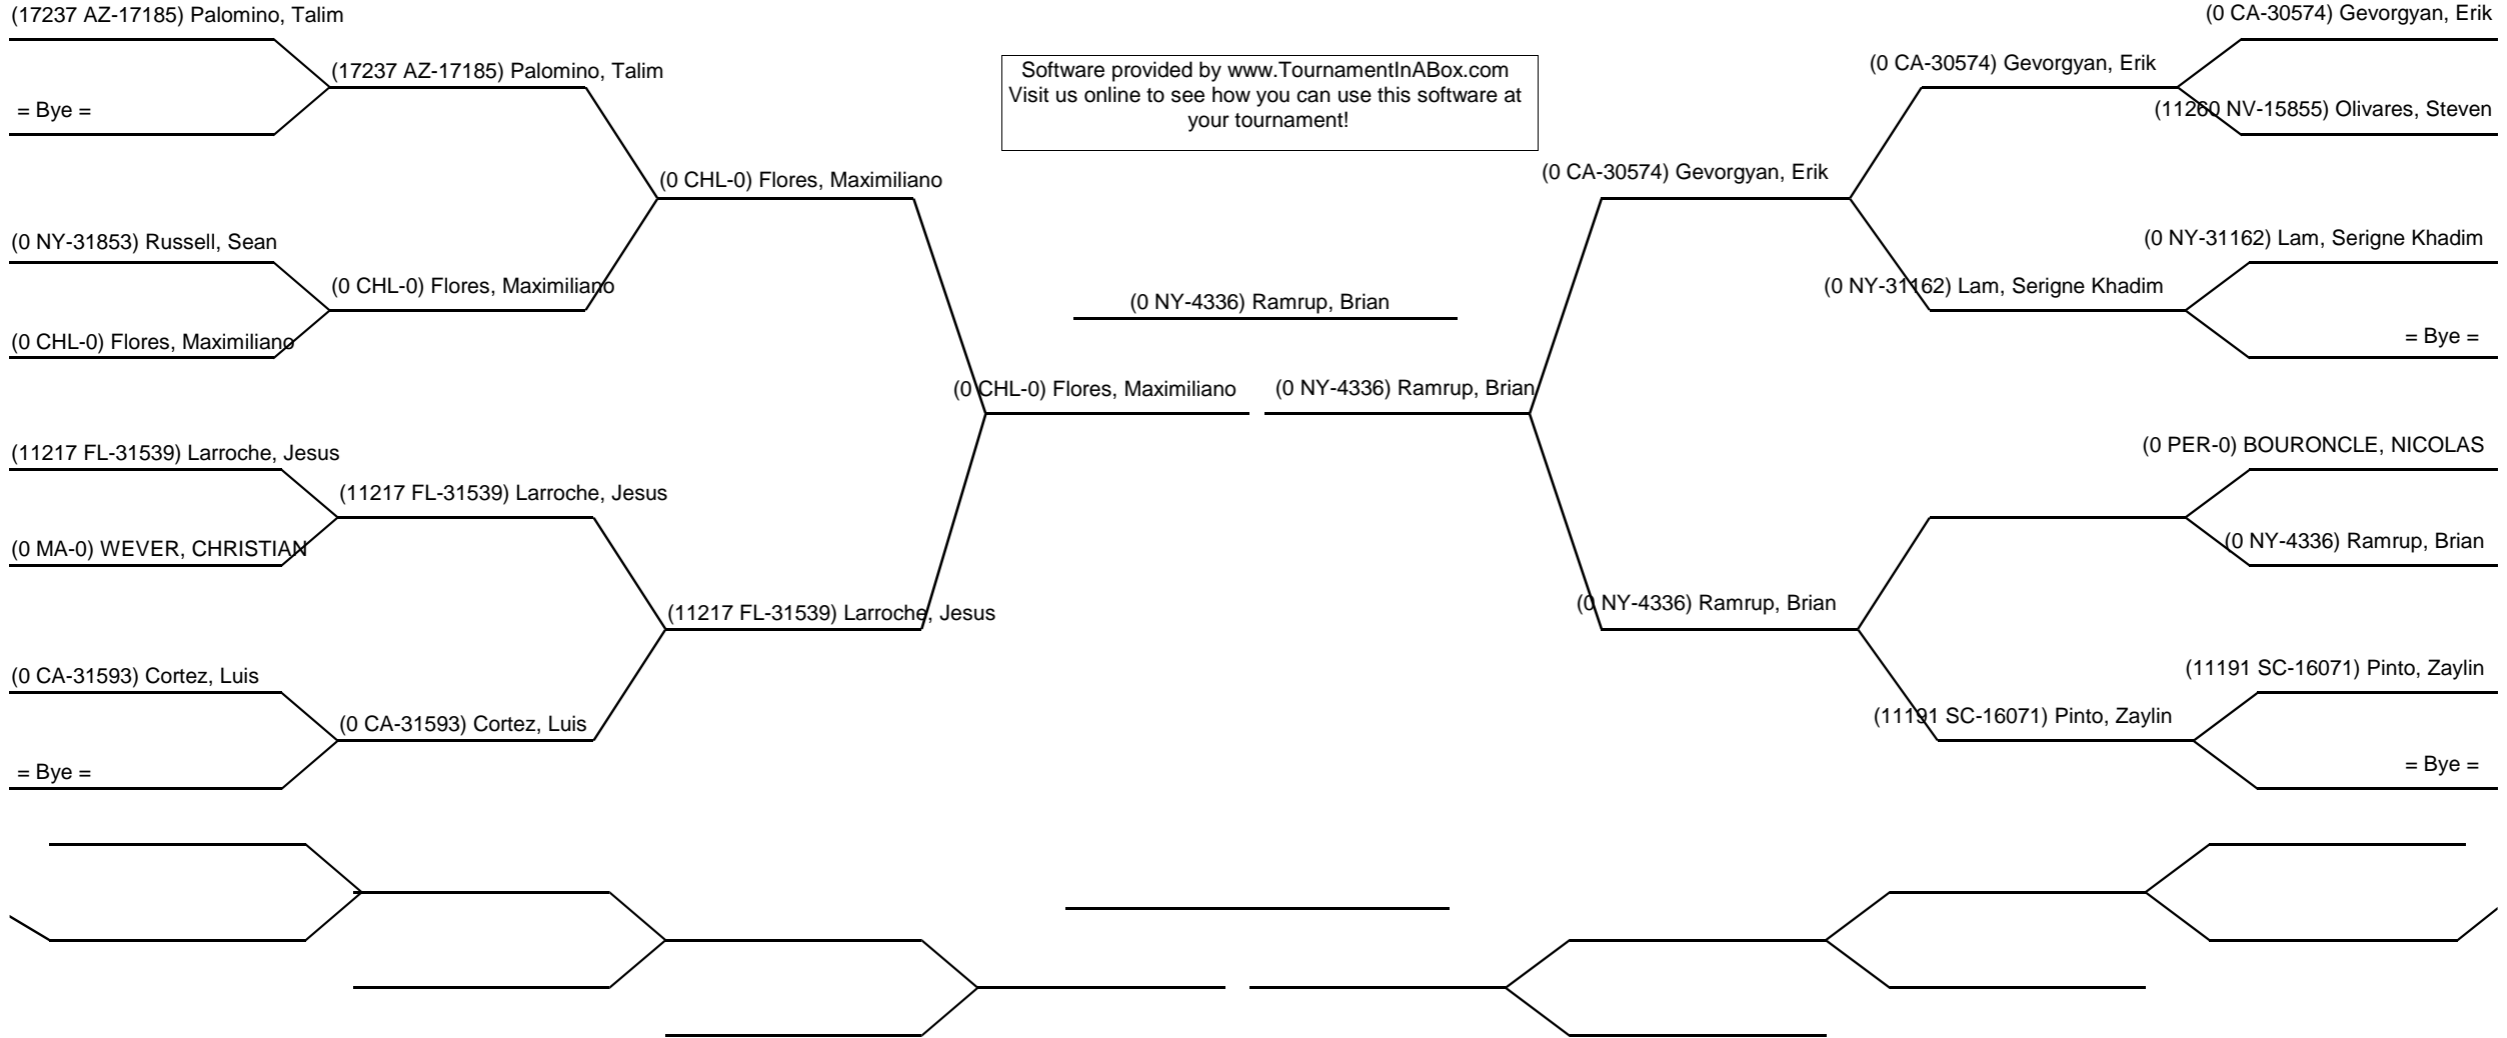 (17237 AZ-17185) Palomino, Talim
(0 CA-30574) Gevorgyan, Erik
(17237 AZ-17185) Palomino, Talim
Software provided by www.TournamentInABox.com
Visit us online to see how you can use this software at
your tournament!
(0 CA-30574) Gevorgyan, Erik
= Bye =
(11260 NV-15855) Olivares, Steven
(0 CHL-0) Flores, Maximiliano
(0 CA-30574) Gevorgyan, Erik
(0 NY-31853) Russell, Sean
(0 NY-31162) Lam, Serigne Khadim
(0 CHL-0) Flores, Maximiliano
(0 NY-4336) Ramrup, Brian
(0 NY-31162) Lam, Serigne Khadim
(0 CHL-0) Flores, Maximiliano
= Bye =
(0 CHL-0) Flores, Maximiliano
(0 NY-4336) Ramrup, Brian
(11217 FL-31539) Larroche, Jesus
(0 PER-0) BOURONCLE, NICOLAS
(11217 FL-31539) Larroche, Jesus
(0 MA-0) WEVER, CHRISTIAN
(0 NY-4336) Ramrup, Brian
(11217 FL-31539) Larroche, Jesus
(0 NY-4336) Ramrup, Brian
(0 CA-31593) Cortez, Luis
(11191 SC-16071) Pinto, Zaylin
(0 CA-31593) Cortez, Luis
(11191 SC-16071) Pinto, Zaylin
= Bye =
= Bye =